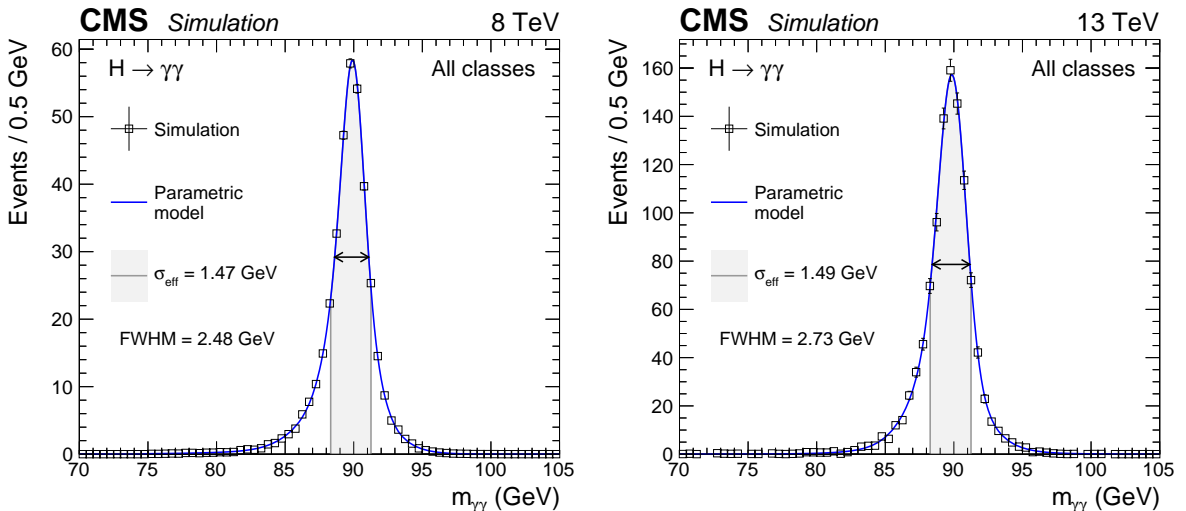 CMS Simulation 8 TeV
H → γγ All classes
Simulation
Parametric
model
σeff = 1.47 GeV
FWHM = 2.48 GeV
Events / 0.5 GeV
60
50
40
30
20
10
0
70 75 80 85 90 95 100 105
mγγ (GeV)
CMS Simulation 13 TeV
H → γγ All classes
Simulation
Parametric
model
σeff = 1.49 GeV
FWHM = 2.73 GeV
Events / 0.5 GeV
160
140
120
100
80
60
40
20
0
70 75 80 85 90 95 100 105
mγγ (GeV)